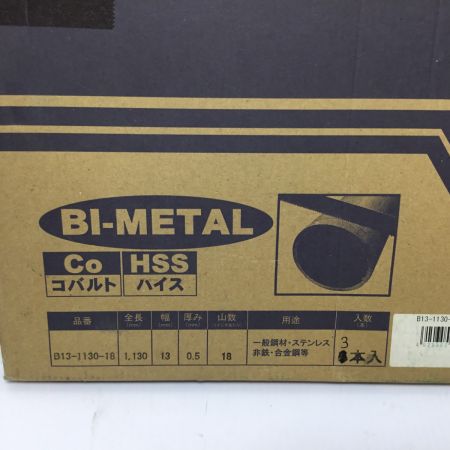 BI-METAL
Co HSS
コバルト ハイス
品番 全長(mm) 幅(mm) 厚み(mm) 山数 用途 入数(本)
B13-1130-18 1,130 13 0.5 18 一般鋼材・ステンレス 非鉄・合金鋼等 3本入
B13-1130-